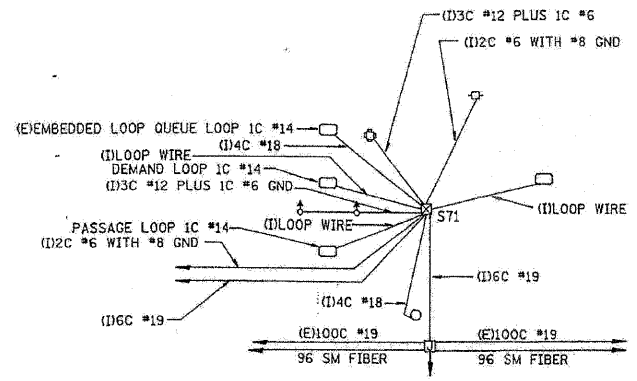 (I)3C #12 PLUS 1C #6
(I)2C #6 WITH #8 GND
(E)EMBEDDED LOOP QUEUE LOOP 1C #14
(I)4C #18
(I)LOOP WIRE
DEMAND LOOP 1C #14
(I)3C #12 PLUS 1C #6 GND
(I)LOOP WIRE
S71
PASSAGE LOOP 1C #14
(I)LOOP WIRE
(I)2C #6 WITH #8 GND
(I)6C #19
(I)4C #18
(I)6C #19
(E)100C #19
(E)100C #19
J
96 SM FIBER
96 SM FIBER